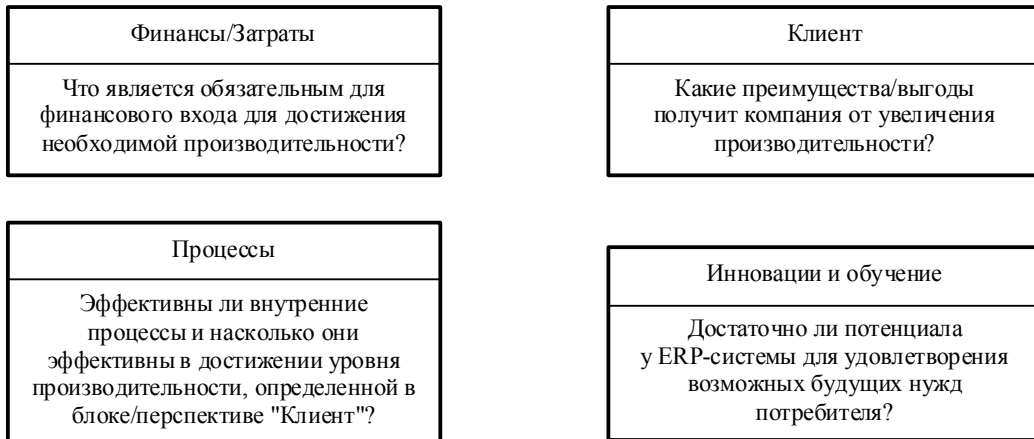 Финансы/Затраты
Что является обязательным для
финансового входа для достижения
необходимой производительности?
Клиент
Какие преимущества/выгоды
получит компания от увеличения
производительности?
Процессы
Эффективны ли внутренние
процессы и насколько они
эффективны в достижении уровня
производительности, определенной в
блоке/перспективе "Клиент"?
Инновации и обучение
Достаточно ли потенциала
у ERP-системы для удовлетворения
возможных будущих нужд
потребителя?